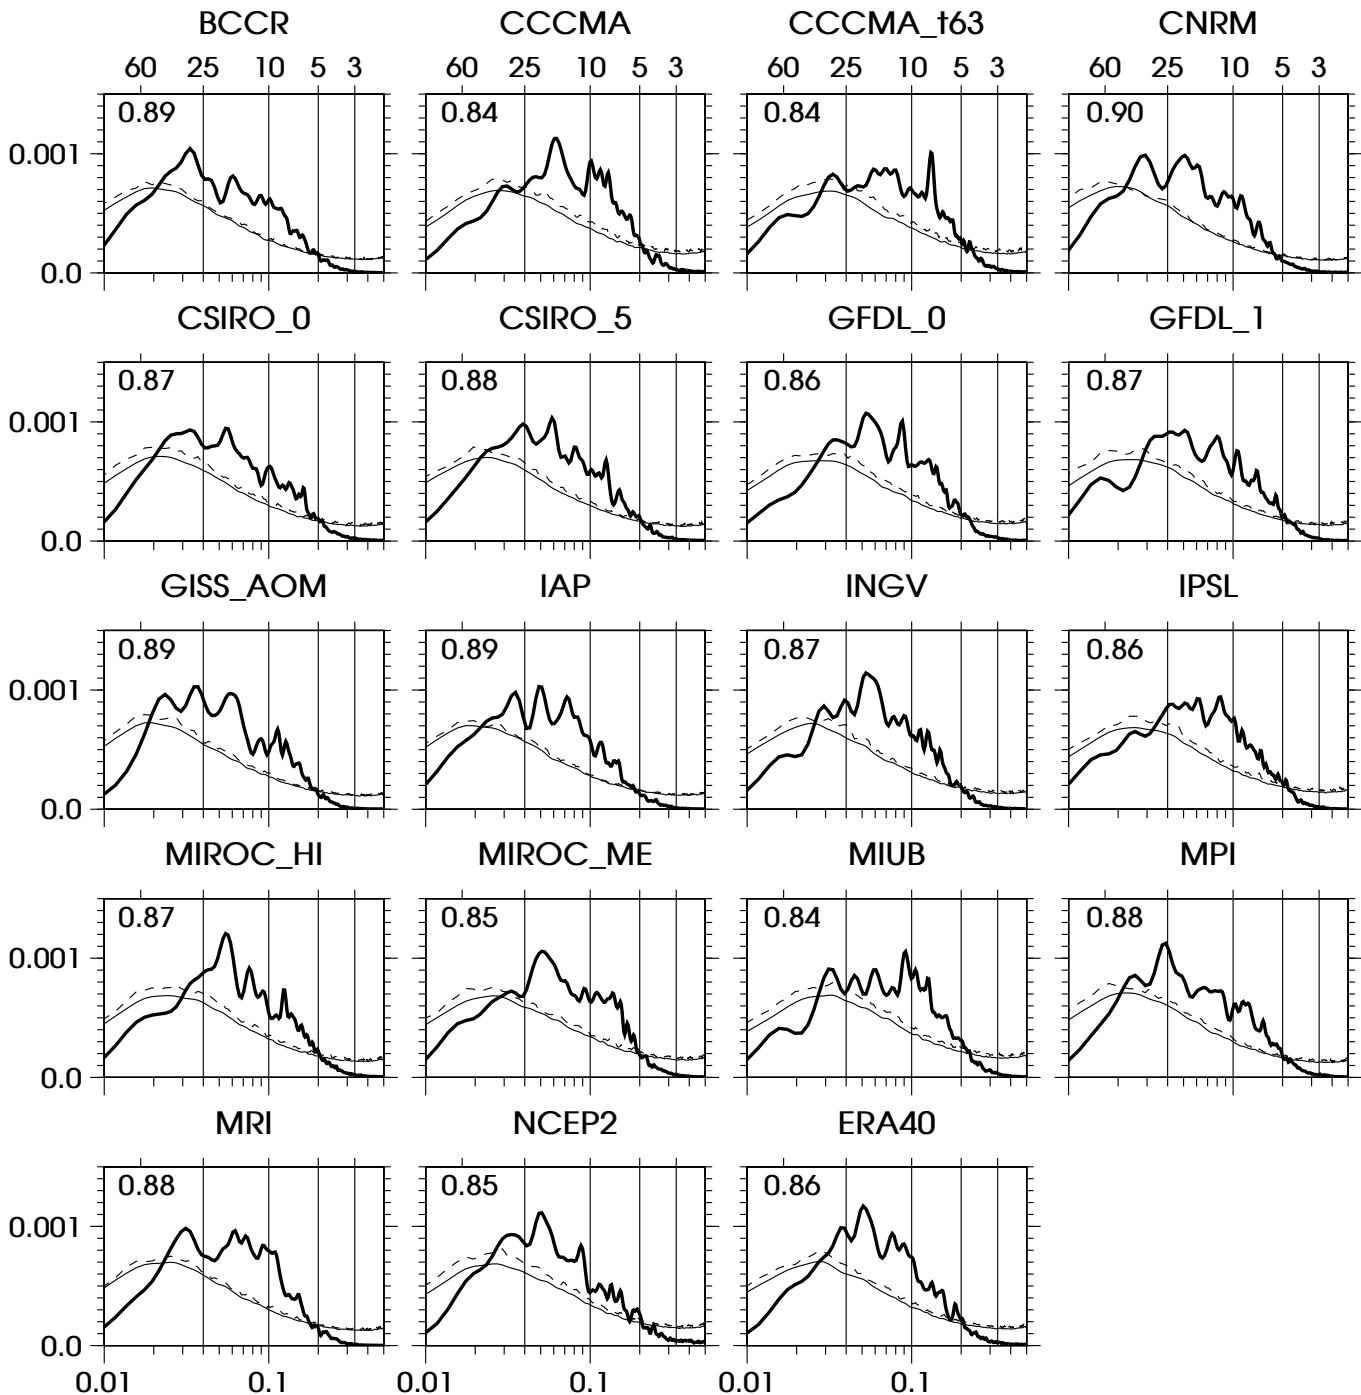 BCCR CCCMA CCCMA_t63 CNRM
60 25 10 5 3 60 25 10 5 3 60 25 10 5 3 60 25 10 5 3
0.89 0.84 0.84 0.90
0.001
0.0
CSIRO_0 CSIRO_5 GFDL_0 GFDL_1
0.87 0.88 0.86 0.87
0.001
0.0
GISS_AOM IAP INGV IPSL
0.89 0.89 0.87 0.86
0.001
0.0
MIROC_HI MIROC_ME MIUB MPI
0.87 0.85 0.84 0.88
0.001
0.0
MRI NCEP2 ERA40
0.88 0.85 0.86
0.001
0.0
0.01 0.1 0.01 0.1 0.01 0.1